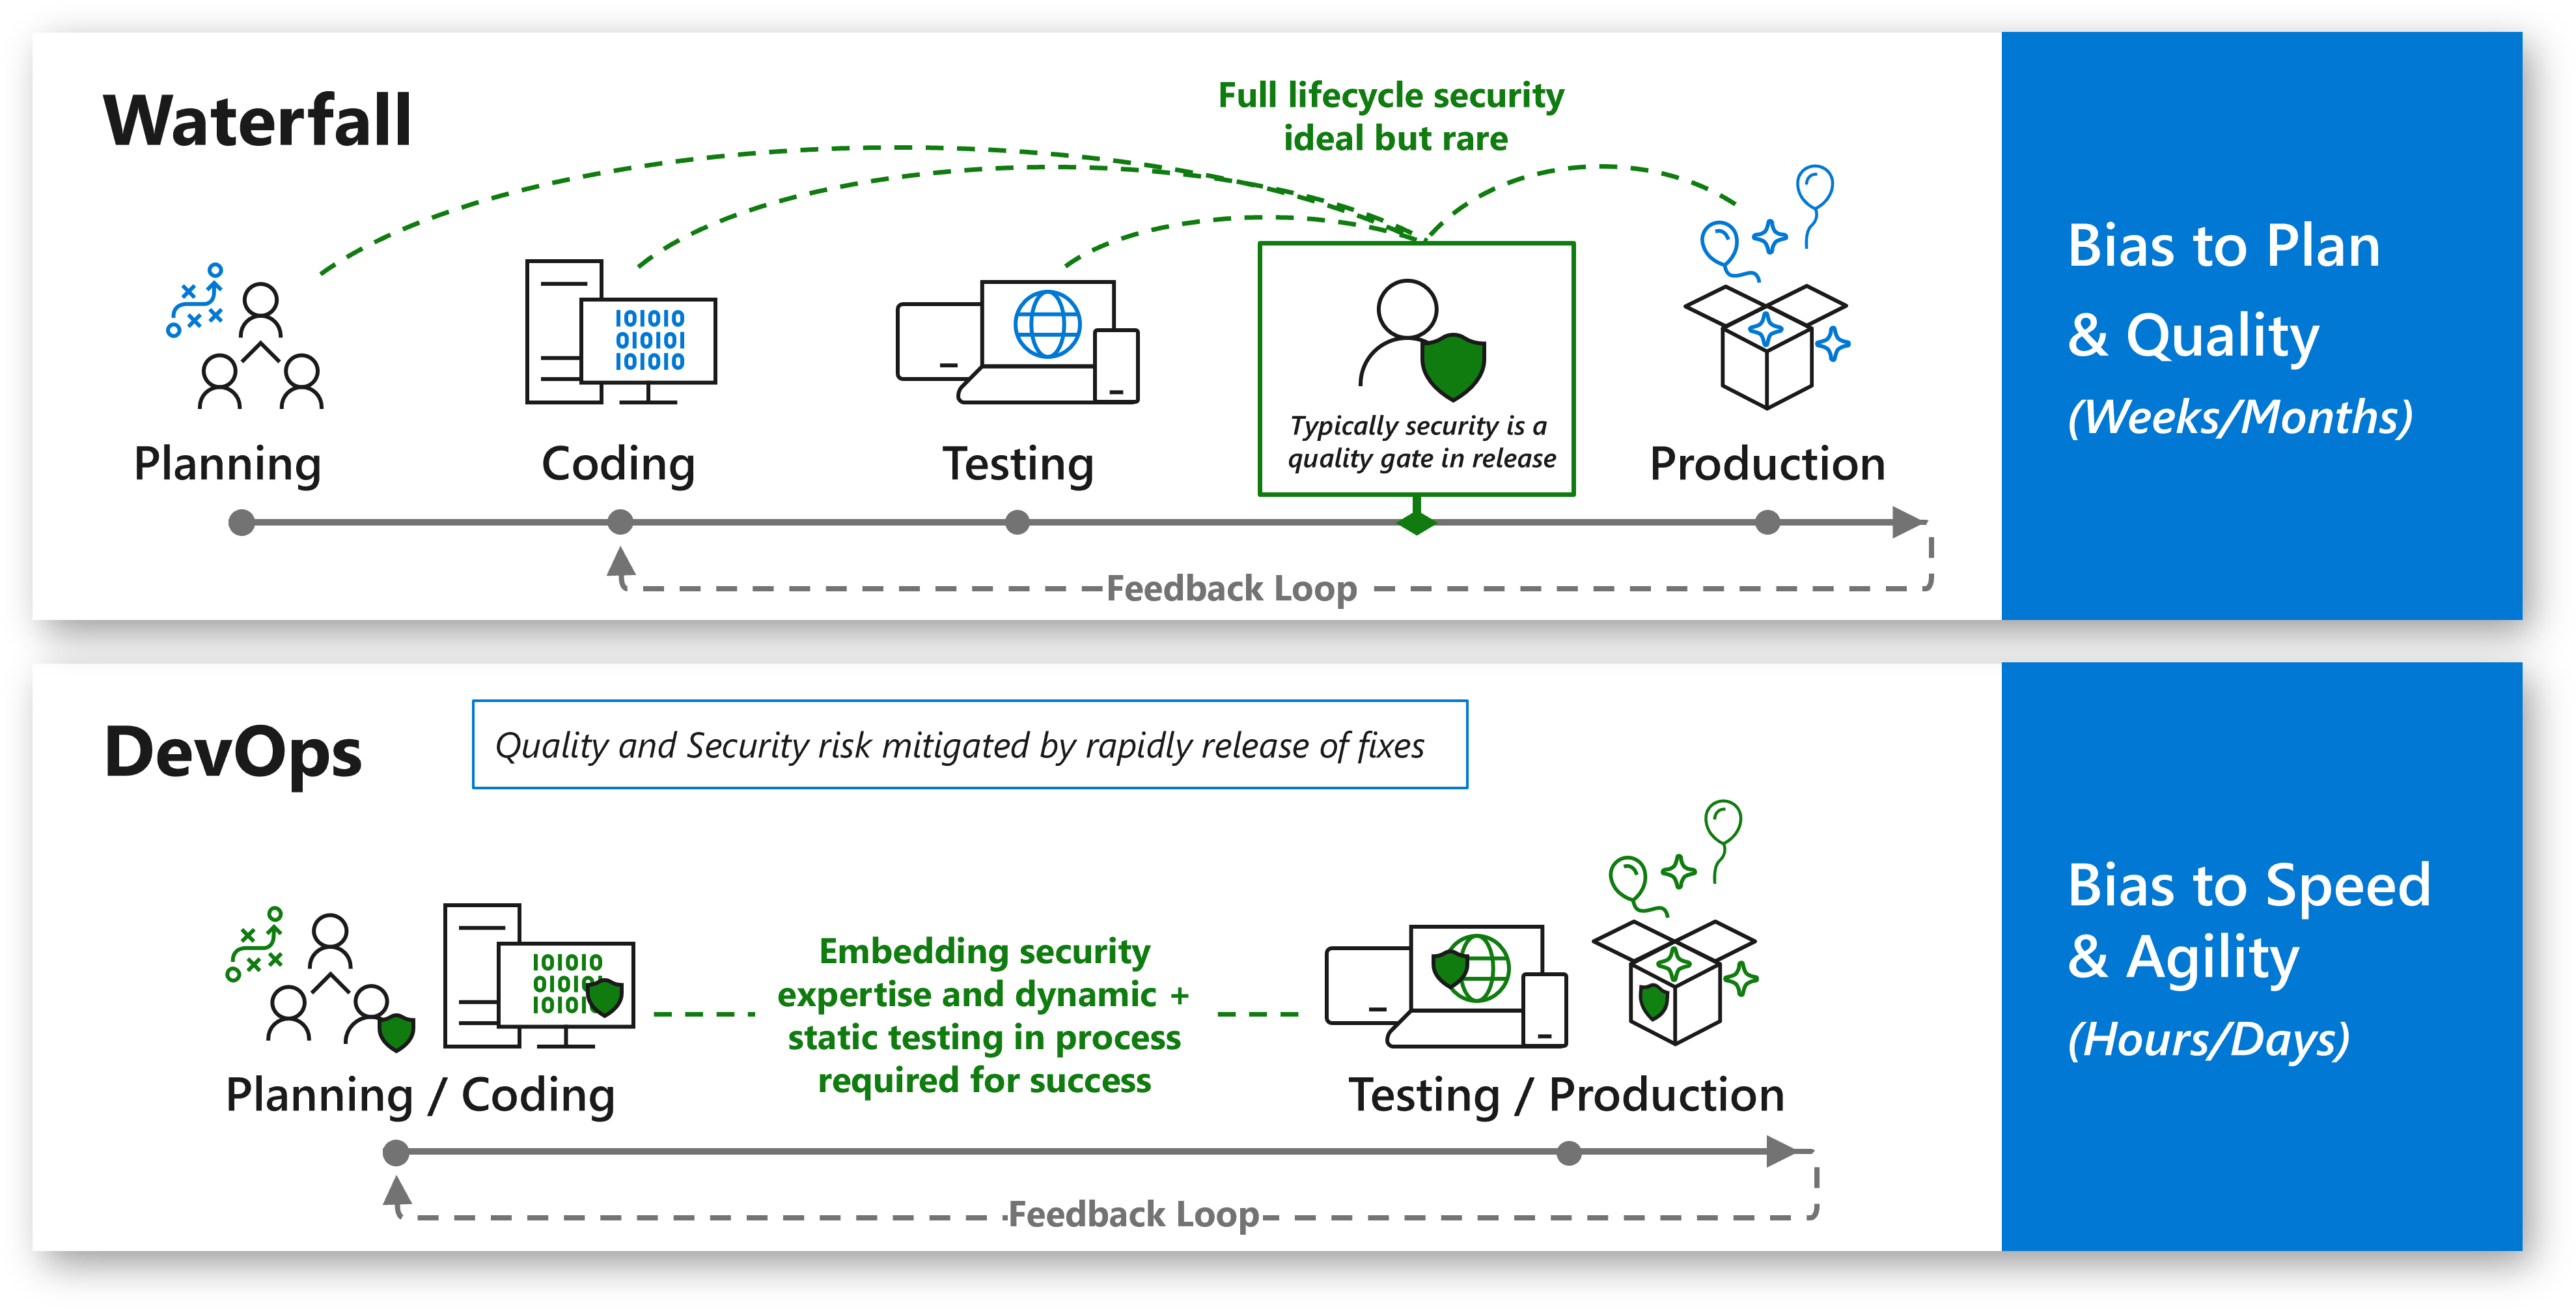 Waterfall
Full lifecycle security
ideal but rare
101010
010101
101010
Typically security is a
quality gate in release
Planning
Coding
Testing
Production
Feedback Loop
Bias to Plan
& Quality
(Weeks/Months)
DevOps
Quality and Security risk mitigated by rapidly release of fixes
101010
01010
10101
Embedding security
expertise and dynamic +
static testing in process
required for success
Planning / Coding
Testing / Production
Feedback Loop
Bias to Speed
& Agility
(Hours/Days)